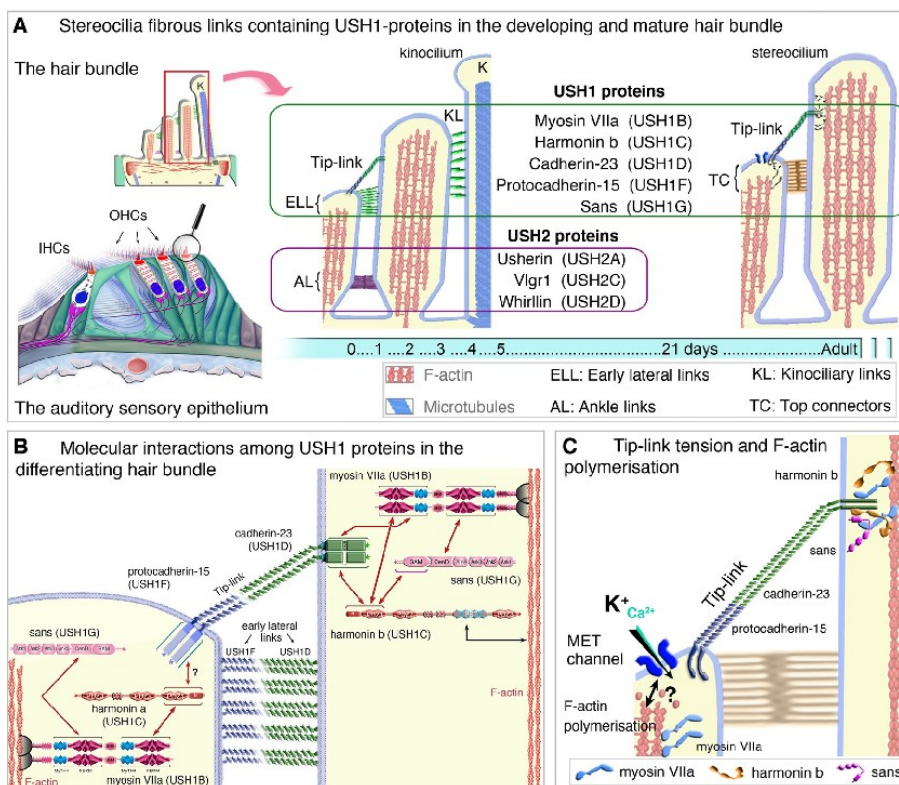 A Stereocilia fibrous links containing USH1-proteins in the developing and mature hair bundle
The hair bundle
K
kinocilium
K
stereocilium
USH1 proteins
KL
Myosin VIIa (USH1B)
Harmonin b (USH1C)
Cadherin-23 (USH1D)
Protocadherin-15 (USH1F)
Sans (USH1G)
Tip-link
ELL
Tip-link
TC
OHCs
IHCs
USH2 proteins
Usherin (USH2A)
Vlgr1 (USH2C)
Whirllin (USH2D)
AL
0....1....2....3....4....5..............................21 days ....................Adult
The auditory sensory epithelium
F-actin
ELL: Early lateral links
KL: Kinociliary links
Microtubules
AL: Ankle links
TC: Top connectors
B Molecular interactions among USH1 proteins in the
differentiating hair bundle
myosin VIIa (USH1B)
cadherin-23
(USH1D)
protocadherin-15
(USH1F)
Tip-link
SAM
CenD
sans (USH1G)
sans (USH1G)
early lateral
links
USH1F USH1D
harmonin b (USH1C)
?
harmonin a
(USH1C)
F-actin
F-actin
myosin VIIa (USH1B)
C Tip-link tension and F-actin
polymerisation
harmonin b
sans
Tip-link
cadherin-23
protocadherin-15
K+
Ca2+
MET
channel
?
F-actin
polymerisation
myosin VIIa
myosin VIIa harmonin b sans